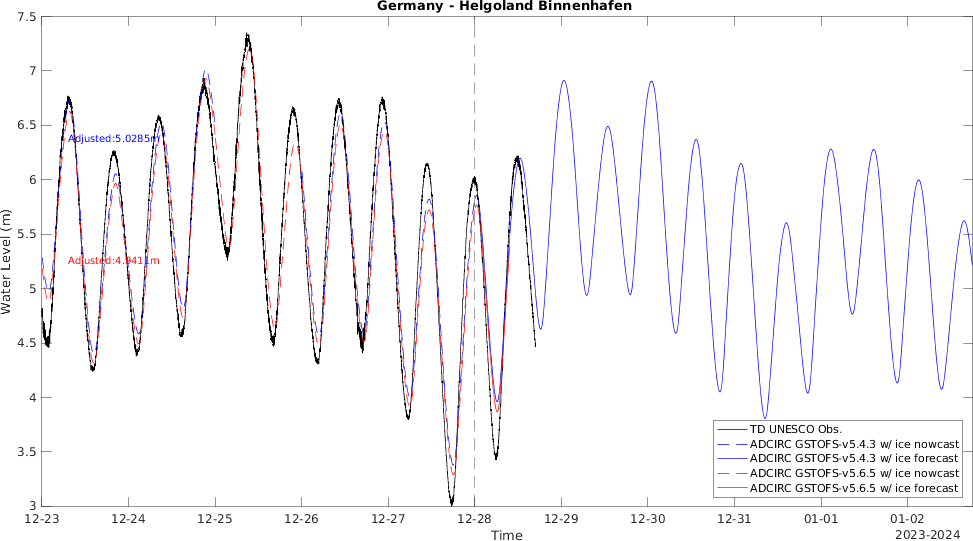 Germany - Helgoland Binnenhafen
7.5
7
6.5
6
5.5
5
4.5
4
3.5
3
Water Level (m)
Adjusted:5.0285m
Adjusted:4.9411m
TD UNESCO Obs.
ADCIRC GSTOFS-v5.4.3 w/ ice nowcast
ADCIRC GSTOFS-v5.4.3 w/ ice forecast
ADCIRC GSTOFS-v5.6.5 w/ ice nowcast
ADCIRC GSTOFS-v5.6.5 w/ ice forecast
12-23 12-24 12-25 12-26 12-27 12-28 12-29 12-30 12-31 01-01 01-02
Time
2023-2024